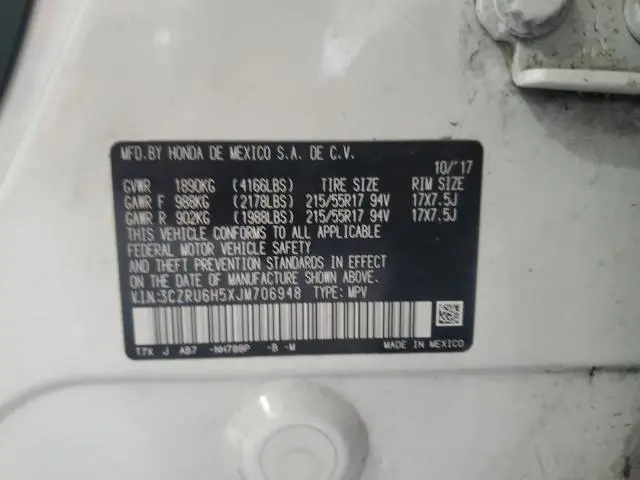 MFD.BY HONDA DE MEXICO S.A. DE C.V.
10/'17
GVWR 1890KG (4166LBS) TIRE SIZE RIM SIZE
GAWR F 988KG (2178LBS) 215/55R17 94V 17X7.5J
GAWR R 902KG (1988LBS) 215/55R17 94V 17X7.5J
THIS VEHICLE CONFORMS TO ALL APPLICABLE
FEDERAL MOTOR VEHICLE SAFETY
AND THEFT PREVENTION STANDARDS IN EFFECT
ON THE DATE OF MANUFACTURE SHOWN ABOVE.
V.I.N:3CZRU6H5XJM706948 TYPE: MPV
T7X J AB7 -NH788P -B -M MADE IN MEXICO